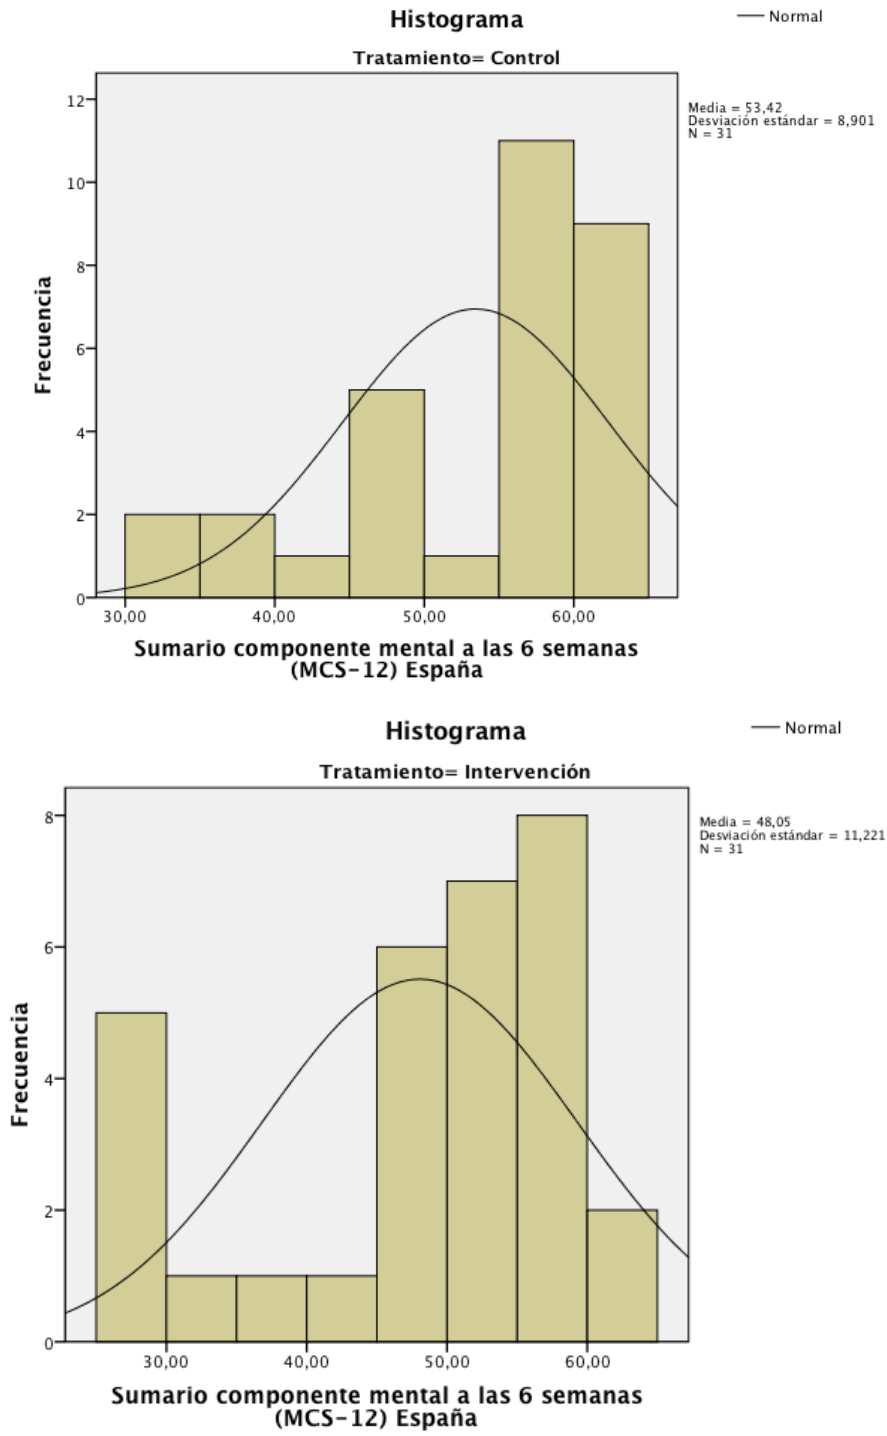 Histograma
Normal
Tratamiento= Control
Media = 53,42
Desviación estándar = 8,901
N = 31
12
10
8
6
4
2
0
Frecuencia
30,00 40,00 50,00 60,00
Sumario componente mental a las 6 semanas
(MCS-12) España
Histograma
Normal
Tratamiento= Intervención
Media = 48,05
Desviación estándar = 11,221
N = 31
8
6
4
2
0
Frecuencia
30,00 40,00 50,00 60,00
Sumario componente mental a las 6 semanas
(MCS-12) España